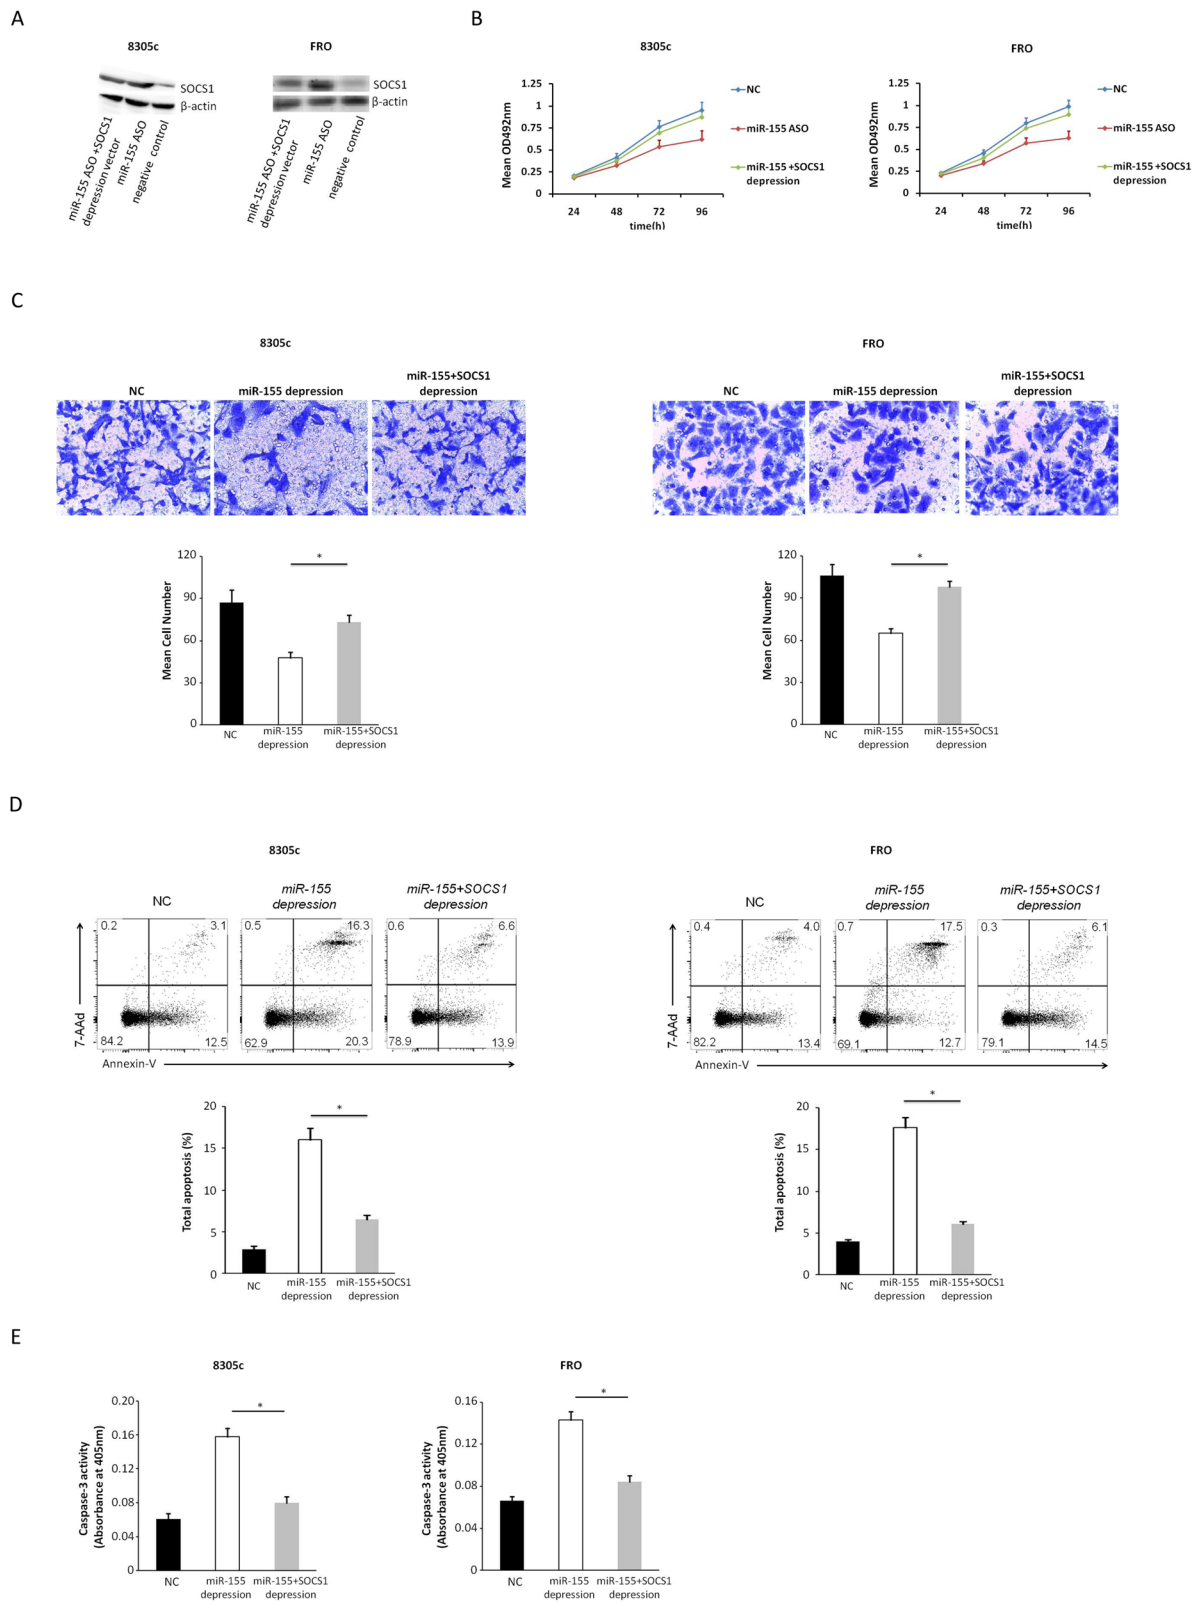 A
8305c
FRO
SOCS1
β-actin
miR-155 ASO +SOCS1
depression vector
miR-155 ASO
negative control
SOCS1
β-actin
miR-155 ASO +SOCS1
depression vector
miR-155 ASO
negative control
B
8305c
Mean OD492nm
1.25
1
0.75
0.5
0.25
0
24
48
72
96
time(h)
NC
miR-155 ASO
miR-155 +SOCS1
depression
FRO
Mean OD492nm
1.25
1
0.75
0.5
0.25
0
24
48
72
96
time(h)
NC
miR-155 ASO
miR-155 +SOCS1
depression
C
8305c
NC
miR-155 depression
miR-155+SOCS1
depression
Mean Cell Number
120
90
60
30
0
NC
miR-155
depression
miR-155+SOCS1
depression
*
FRO
NC
miR-155 depression
miR-155+SOCS1
depression
Mean Cell Number
120
90
60
30
0
NC
miR-155
depression
miR-155+SOCS1
depression
*
D
8305c
NC
miR-155
depression
miR-155+SOCS1
depression
7-AAd
0.2
3.1
84.2
12.5
0.5
16.3
62.9
20.3
0.6
6.6
78.9
13.9
Annexin-V
Total apoptosis (%)
20
15
10
5
0
NC
miR-155
depression
miR-155+SOCS1
depression
*
FRO
NC
miR-155
depression
miR-155+SOCS1
depression
7-AAd
0.4
4.0
82.2
13.4
0.7
17.5
69.1
12.7
0.3
6.1
79.1
14.5
Annexin-V
Total apoptosis (%)
20
15
10
5
0
NC
miR-155
depression
miR-155+SOCS1
depression
*
E
8305c
Caspase-3 activity
(Absorbance at 405nm)
0.20
0.16
0.12
0.08
0.04
0
NC
miR-155
depression
miR-155+SOCS1
depression
*
FRO
Caspase-3 activity
(Absorbance at 405nm)
0.16
0.12
0.08
0.04
0
NC
miR-155
depression
miR-155+SOCS1
depression
*